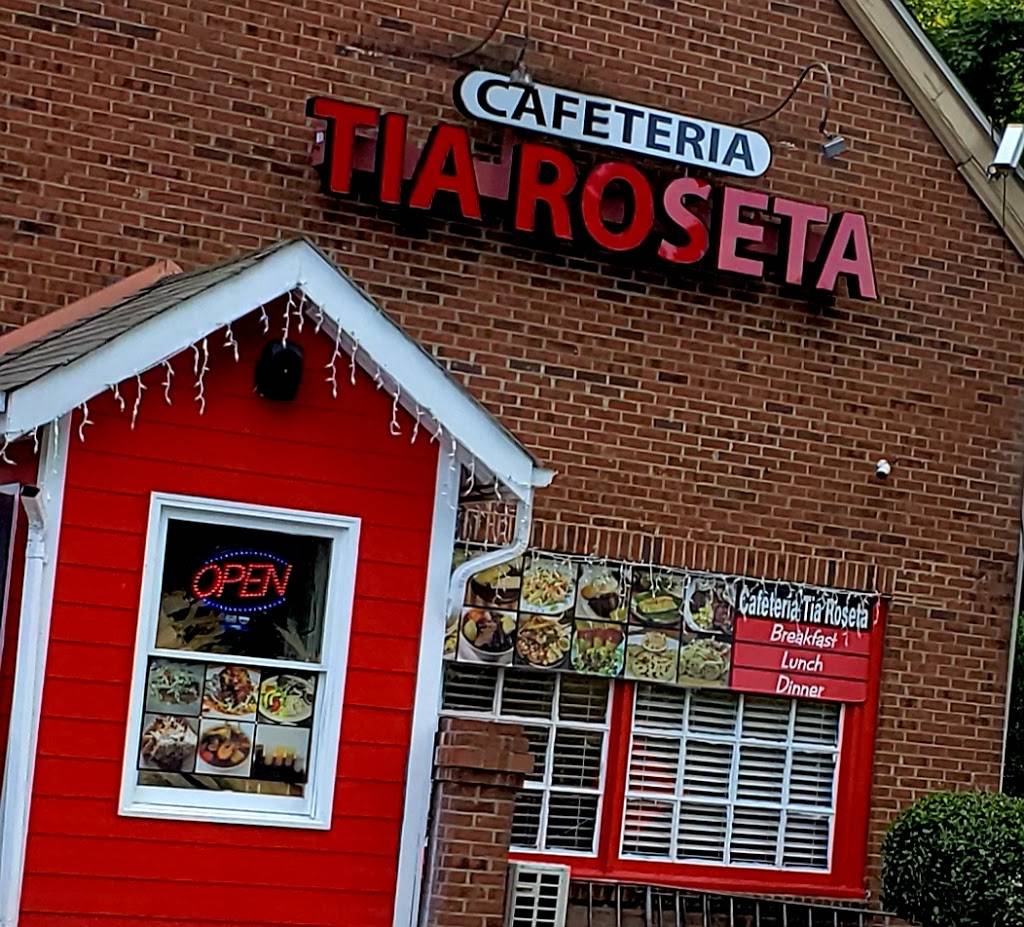 CAFETERIA
TIA ROSETA
OPEN
Cafeteria Tia Roseta
Breakfast
Lunch
Dinner